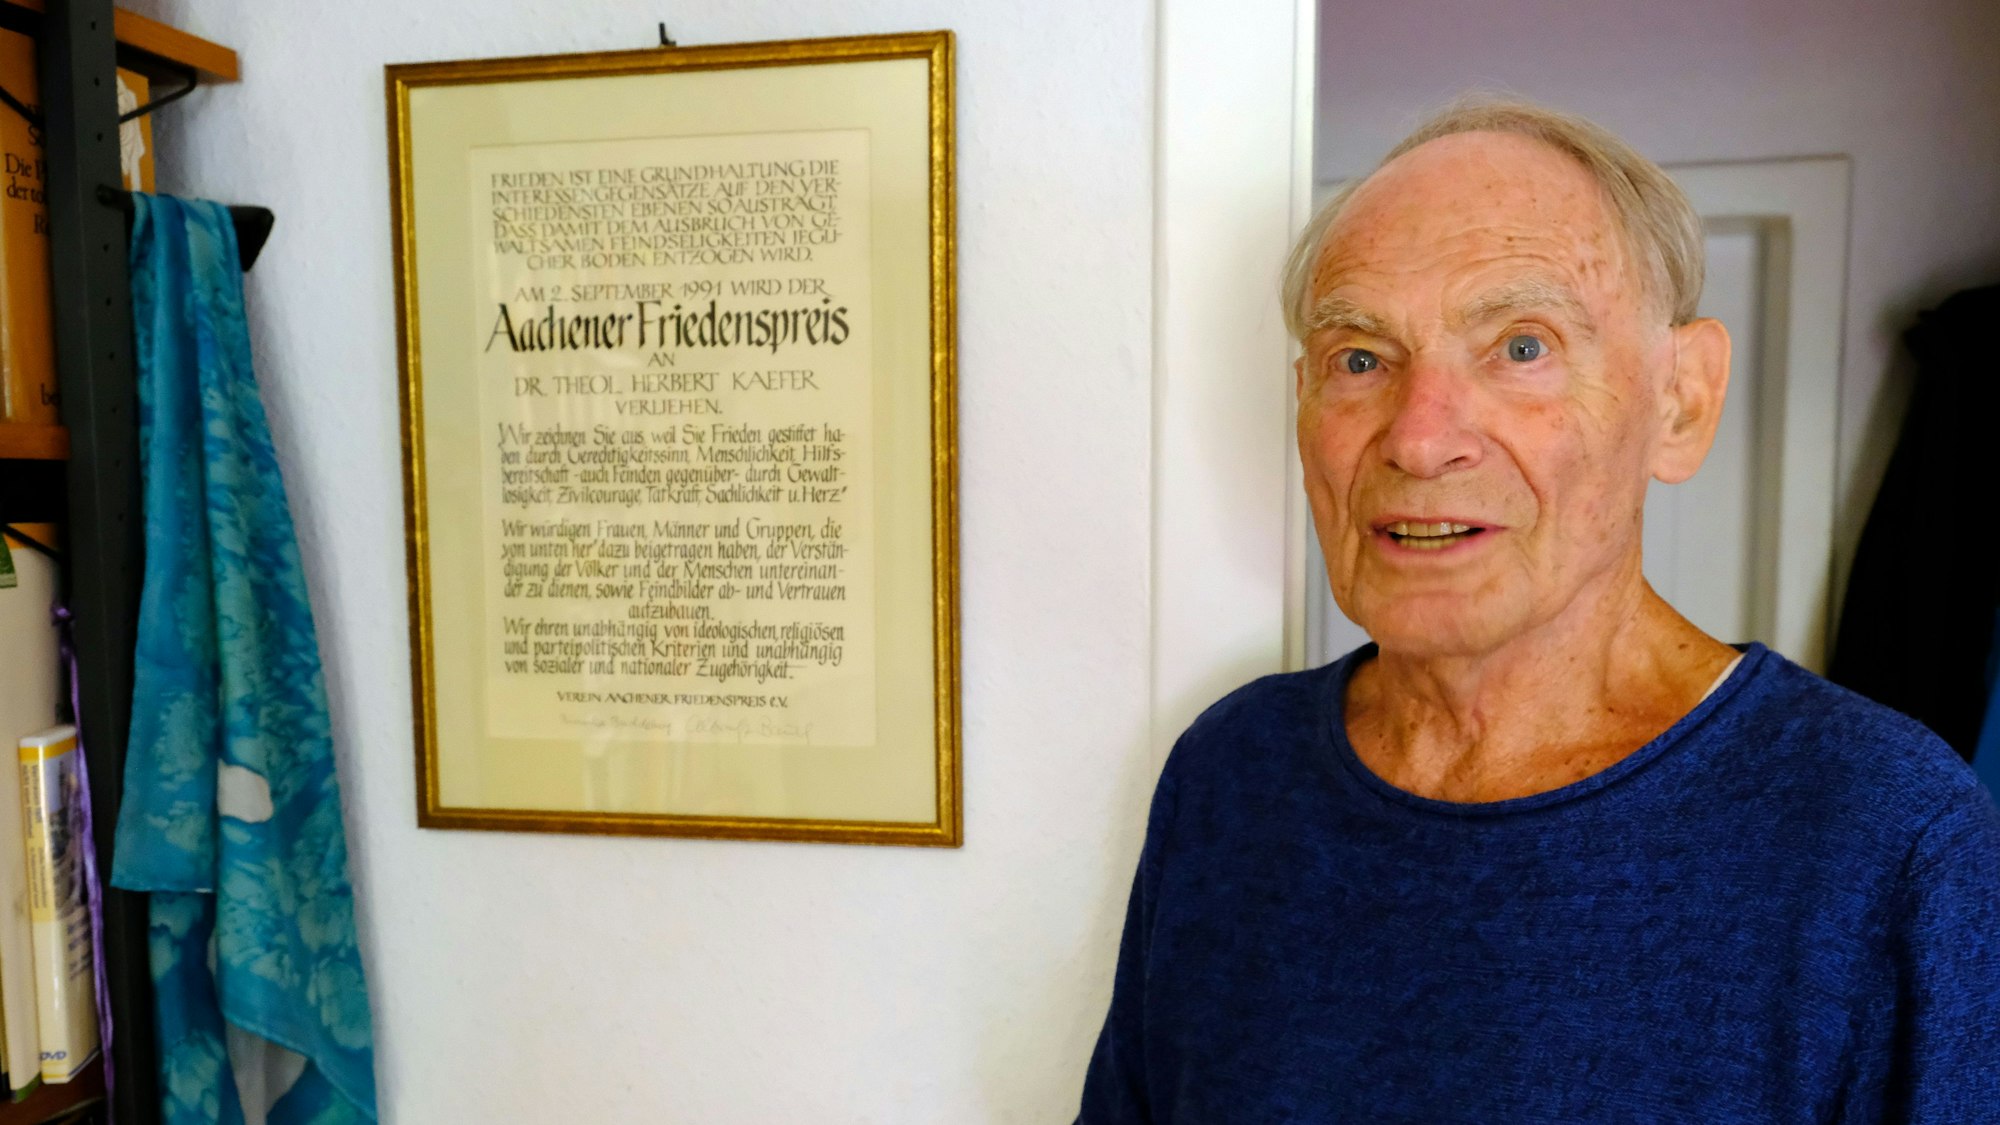 Die
der to
be
FRIEDEN IST EINE GRUNDHALTUNG DIE
INTERESSENGEGENSÄTZE AUF DEN VER-
SCHIEDENSTEN EBENEN SO AUSTRÄGT,
DASS DAMIT DEM AUSBRUCH VON GE-
WALTSAMEN FEINDSELIGKEITEN JEGLI-
CHER BODEN ENTZOGEN WIRD.
AM 2. SEPTEMBER 1991 WIRD DER
Aachener Friedenspreis
AN
DR. THEOL. HERBERT KAEFER
VERLIEHEN.
Wir zeichnen Sie aus, weil Sie Frieden gestiftet ha-
ben durch Gerechtigkeitssinn, Menschlichkeit, Hilfs-
bereitschaft -auch Feinden gegenüber- durch Gewalt-
losigkeit, Zivilcourage, Tatkraft, Sachlichkeit u. Herz"
Wir würdigen Frauen, Männer und Gruppen, die
„von unten her" dazu beigetragen haben, der Verstän-
digung der Völker und der Menschen untereinan-
der zu dienen, sowie Feindbilder ab- und Vertrauen
aufzubauen.
Wir ehren unabhängig von ideologischen, religiösen
und parteipolitischen Kriterien und unabhängig
von sozialer und nationaler Zugehörigkeit.
VEREIN AACHENER FRIEDENSPREIS e.V.
DVD